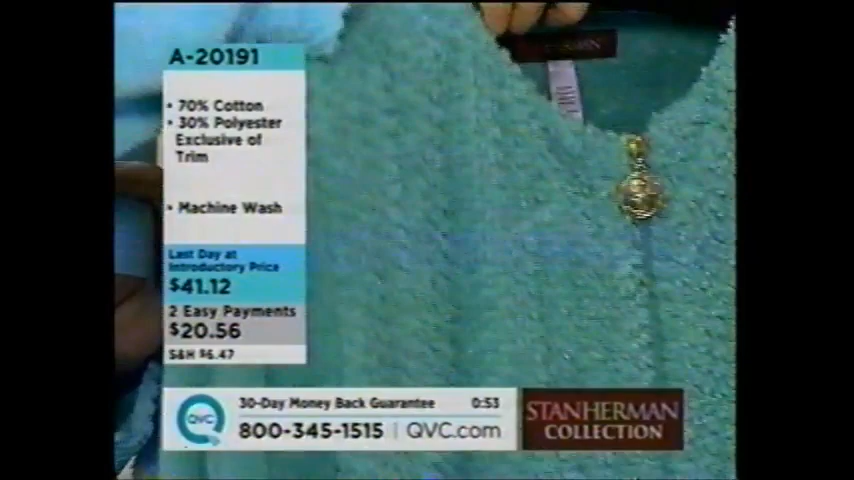 A-20191
• 70% Cotton
• 30% Polyester
Exclusive of
Trim
• Machine Wash
Last Day at
Introductory Price
$41.12
2 Easy Payments
$20.56
S&H $6.47
QVC
30-Day Money Back Guarantee 0:53
800-345-1515 | QVC.com
STANHERMAN
COLLECTION